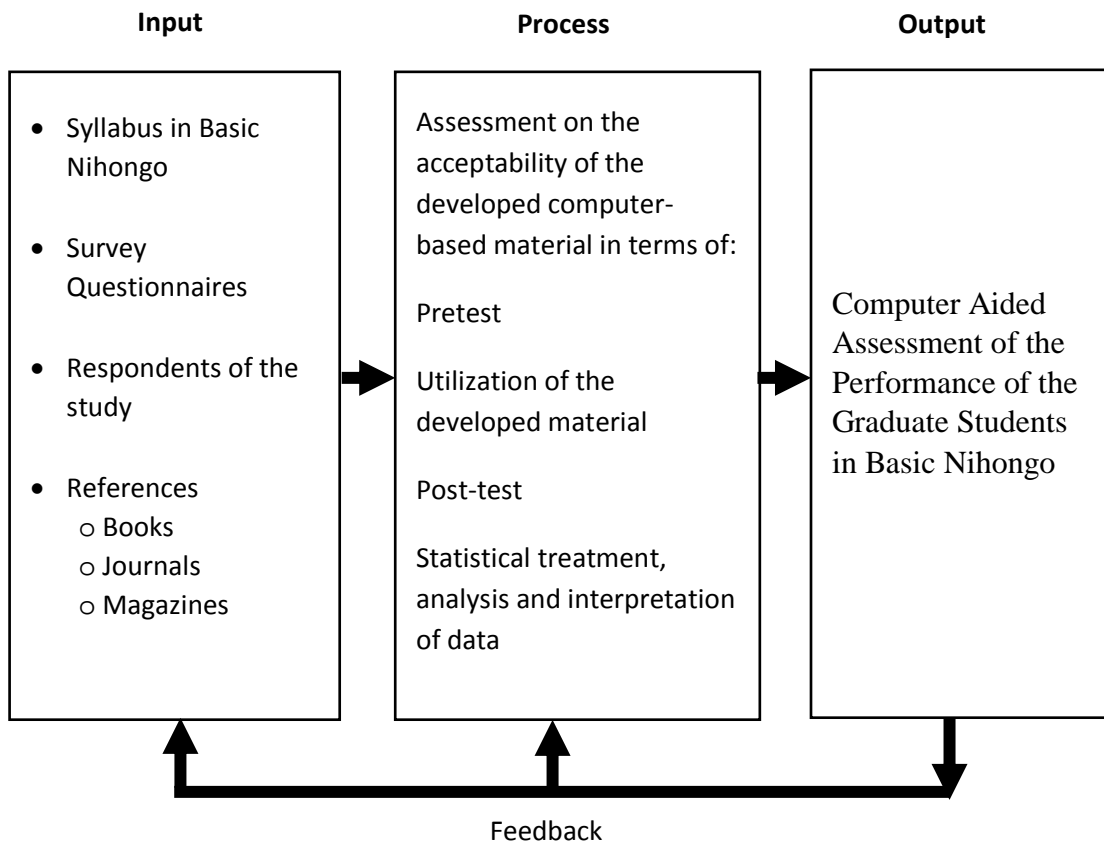 Input
Process
Output
• Syllabus in Basic
Nihongo
• Survey
Questionnaires
• Respondents of the
study
• References
o Books
o Journals
o Magazines
Assessment on the
acceptability of the
developed computer-
based material in terms of:
Pretest
Utilization of the
developed material
Post-test
Statistical treatment,
analysis and interpretation
of data
Computer Aided
Assessment of the
Performance of the
Graduate Students
in Basic Nihongo
Feedback